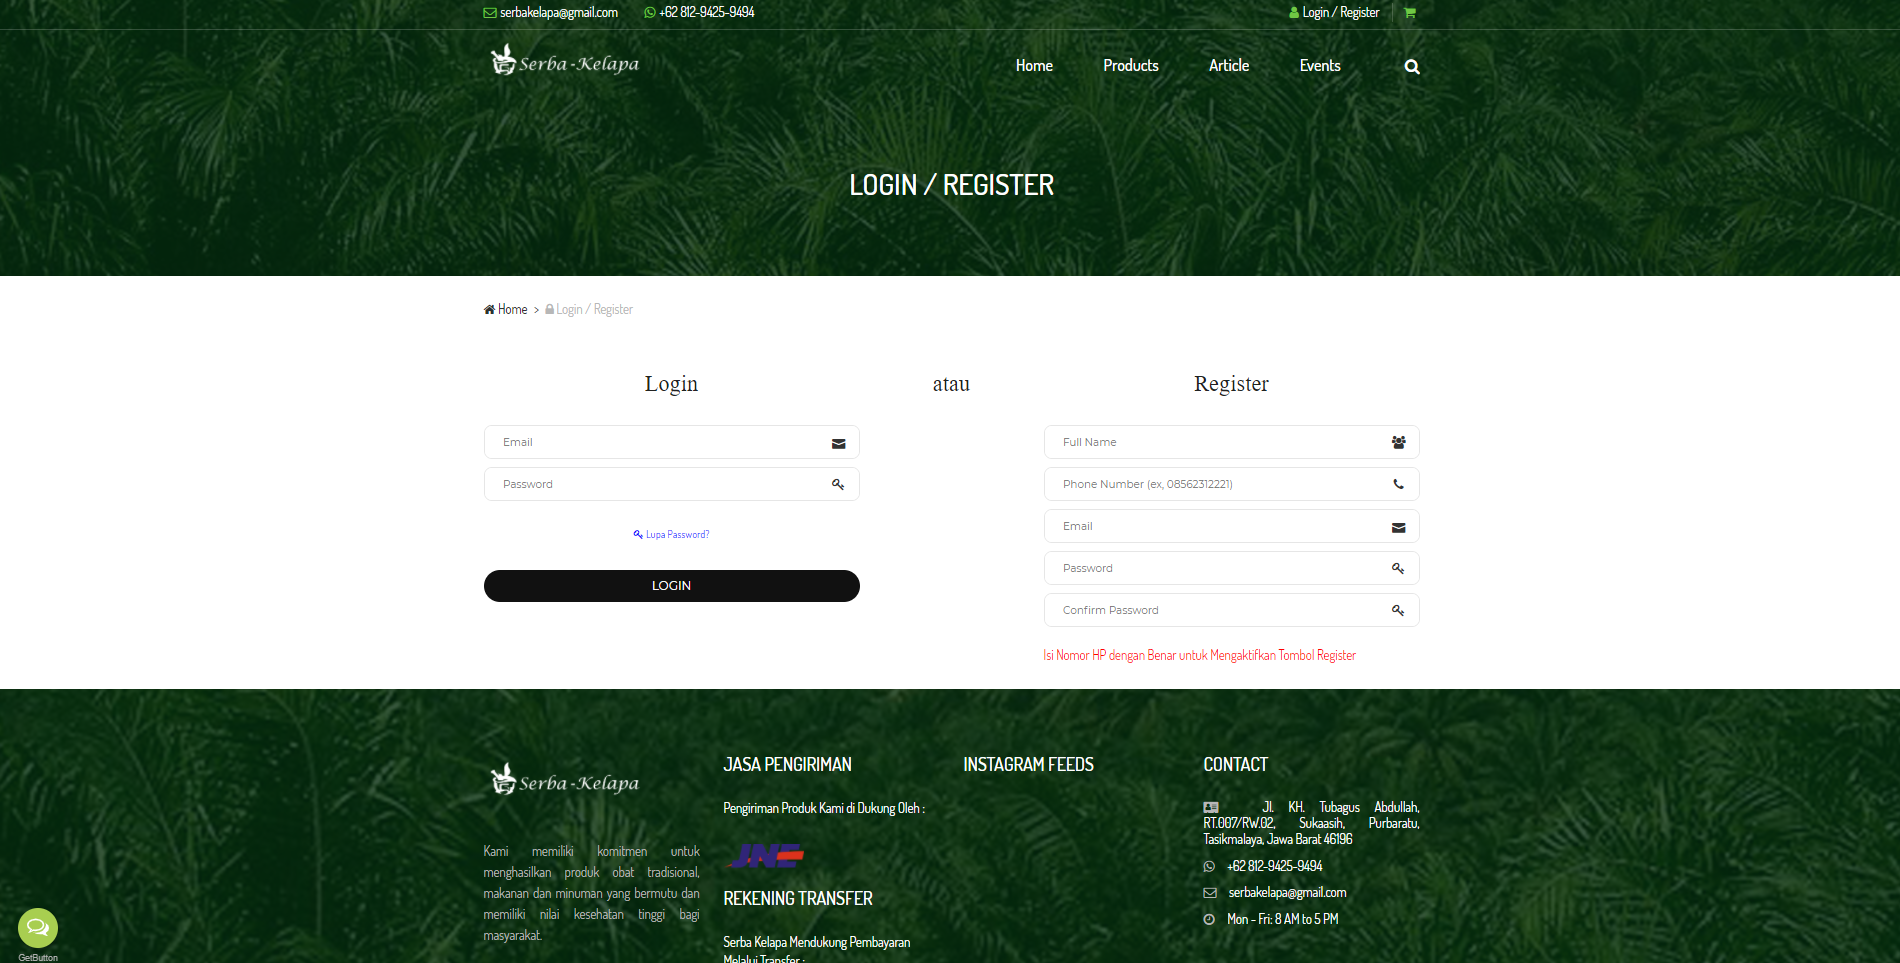 serbakelapa@gmail.com +62 812-9425-9494 Login / Register
Serba-Kelapa Home Products Article Events
LOGIN / REGISTER
Home > Login / Register
Login atau Register
Email
Password
Lupa Password?
LOGIN
Full Name
Phone Number (ex, 08562312221)
Email
Password
Confirm Password
Isi Nomor HP dengan Benar untuk Mengaktifkan Tombol Register
Serba-Kelapa
Kami memiliki komitmen untuk
menghasilkan produk obat tradisional,
makanan dan minuman yang bermutu dan
memiliki nilai kesehatan tinggi bagi
masyarakat.
JASA PENGIRIMAN
Pengiriman Produk Kami di Dukung Oleh :
JNE
REKENING TRANSFER
Serba Kelapa Mendukung Pembayaran
Melalui Transfer :
INSTAGRAM FEEDS
CONTACT
Jl. KH. Tubagus Abdullah,
RT.007/RW.02, Sukaasih, Purbaratu,
Tasikmalaya, Jawa Barat 46196
+62 812-9425-9494
serbakelapa@gmail.com
Mon - Fri: 8 AM to 5 PM
GetButton